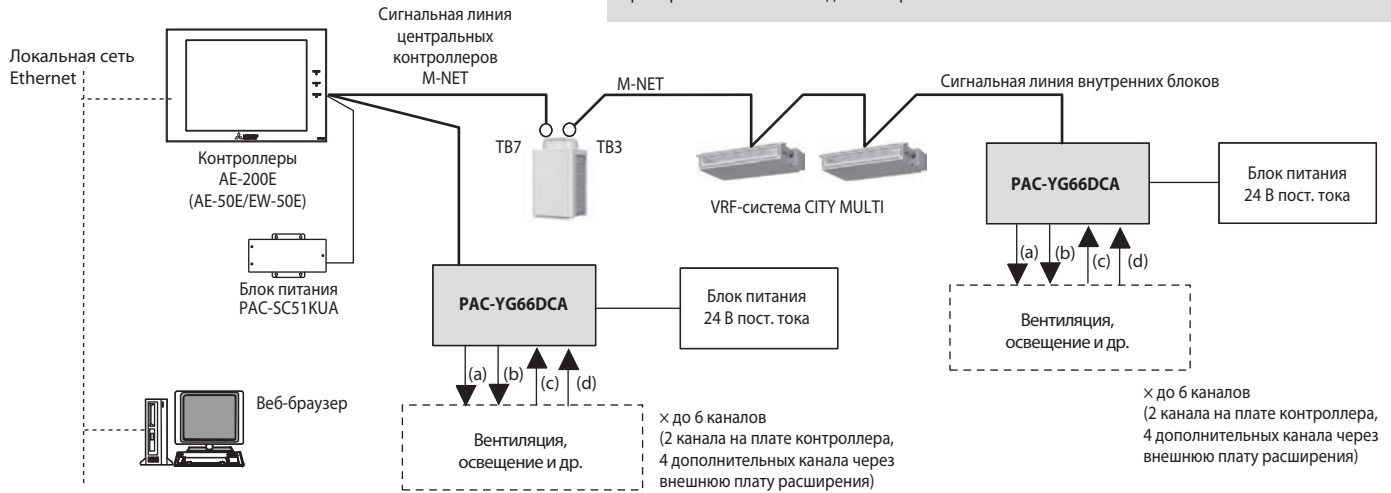 Локальная сеть
Ethernet
Сигнальная линия
центральных
контроллеров
M-NET
M-NET
Сигнальная линия внутренних блоков
TB7
TB3
Контроллеры
AE-200E
(AE-50E/EW-50E)
VRF-система CITY MULTI
PAC-YG66DCA
Блок питания
24 В пост. тока
(a)
(b)
(c)
(d)
Вентиляция,
освещение и др.
× до 6 каналов
(2 канала на плате контроллера,
4 дополнительных канала через
внешнюю плату расширения)
Блок питания
PAC-SC51KUA
PAC-YG66DCA
Блок питания
24 В пост. тока
(a)
(b)
(c)
(d)
Вентиляция,
освещение и др.
× до 6 каналов
(2 канала на плате контроллера,
4 дополнительных канала через
внешнюю плату расширения)
Веб-браузер